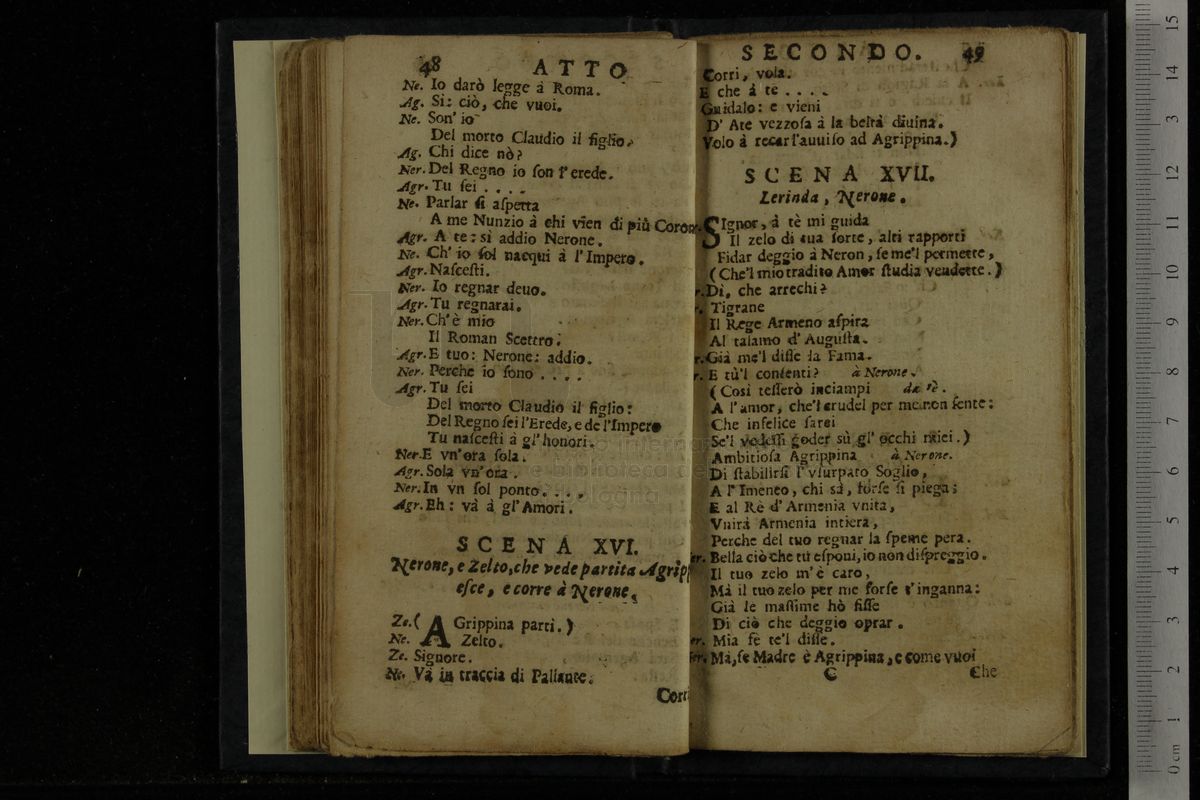 48 ATTO
Ne. Io darò legge à Roma.
Ag. Si: ciò, che vuoi.
Ne. Son' io
Del morto Claudio il figlio.
Ag. Chi dice nò?
Ner. Del Regno io ſon l'erede.
Agr. Tu ſei . . . .
Ne. Parlar ſi aſpetta
A me Nunzio à chi vien di più Coron
Agr. A te: si addio Nerone.
Ne. Ch' io ſol nacqui à l'Impero.
Agr. Naſceſti.
Ner. Io regnar deuo.
Agr. Tu regnarai.
Ner. Ch' è mio
Il Roman Scettro.
Agr. E tuo: Nerone: addio.
Ner. Perche io ſono . . . .
Agr. Tu ſei
Del morto Claudio il figlio:
Del Regno ſei l'Erede, e de l'Impero
Tu naſceſti à gl'honori.
Ner. E vn'ora ſola.
Agr. Sola vn'ora.
Ner. In vn ſol ponto. . . .
Agr. Eh: và à gl'Amori.
SCENA XVI.
Nerone, e Zelto, che vede partita Agripp
eſce, e corre à Nerone.
Ze. ( AGrippina parti. )
Ne. Zelto.
Ze. Signore.
Ne. Và in traccia di Pallante.
Corri
SECONDO. 49
Corri, vola.
E che à te . . . .
Guidalo: e vieni
D' Ate vezzoſa à la beltà diuina.
Volo à recar l'auuiſo ad Agrippina.)
SCENA XVII.
Lerinda, Nerone.
SIgnor, à tè mi guida
Il zelo di tua ſorte, alti rapporti
Fidar deggio à Neron, ſe me'l permette,
( Che'l mio tradito Amor ſtudia vendette. )
r. Dì, che arrechi?
r. Tigrane
Il Rege Armeno aſpira
Al talamo d' Auguſta.
r. Già me'l diſſe la Fama.
r. E tù'l conſenti? à Nerone.
( Così teſſerò inciampi da sè.
A l'amor, che'l crudel per me non ſente:
Che infelice ſarei
Se'l vedeſſi goder sù gl' occhi miei. )
Ambitioſa Agrippina à Nerone.
Di ſtabilirſi l'vſurpato Soglio,
A l'Imeneo, chi sà, forſe ſi piega;
E al Rè d' Armenia vnita,
Vnirà Armenia intiera,
Perche del tuo regnar la ſpeme pera.
er. Bella ciò che tù eſponi, io non diſpreggio.
Il tuo zelo m'è caro,
Mà il tuo zelo per me forſe t'inganna:
Già le maſſime hò fiſſe
Di ciò che deggio oprar.
er. Mia fè te'l diſſe.
er. Mà, ſe Madre è Agrippina, e come vuoi
C Che